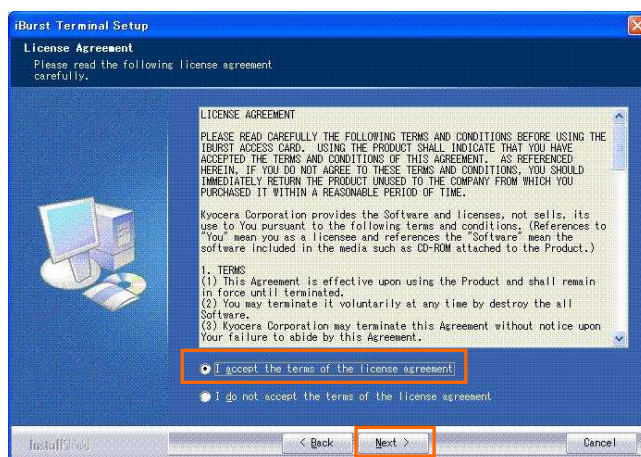 iBurst Terminal Setup
License Agreement
Please read the following license agreement
carefully.
LICENSE AGREEMENT
PLEASE READ CAREFULLY THE FOLLOWING TERMS AND CONDITIONS BEFORE USING THE
IBURST ACCESS CARD. USING THE PRODUCT SHALL INDICATE THAT YOU HAVE
ACCEPTED THE TERMS AND CONDITIONS OF THIS AGREEMENT. AS REFERENCED
HEREIN, IF YOU DO NOT AGREE TO THESE TERMS AND CONDITIONS, YOU SHOULD
IMMEDIATELY RETURN THE PRODUCT UNUSED TO THE COMPANY FROM WHICH YOU
PURCHASED IT WITHIN A REASONABLE PERIOD OF TIME.
Kyocera Corporation provides the Software and licenses, not sells, its
use to You pursuant to the following terms and conditions. (References to
"You" mean you as a licensee and references the "Software" mean the
software included in the media such as CD-ROM attached to the Product.)
1. TERMS
(1) This Agreement is effective upon using the Product and shall remain
in force until terminated.
(2) You may terminate it voluntarily at any time by destroy the all
Software.
(3) Kyocera Corporation may terminate this Agreement without notice upon
Your failure to abide by this Agreement.
I accept the terms of the license agreement
I do not accept the terms of the license agreement
InstallShield
< Back
Next >
Cancel